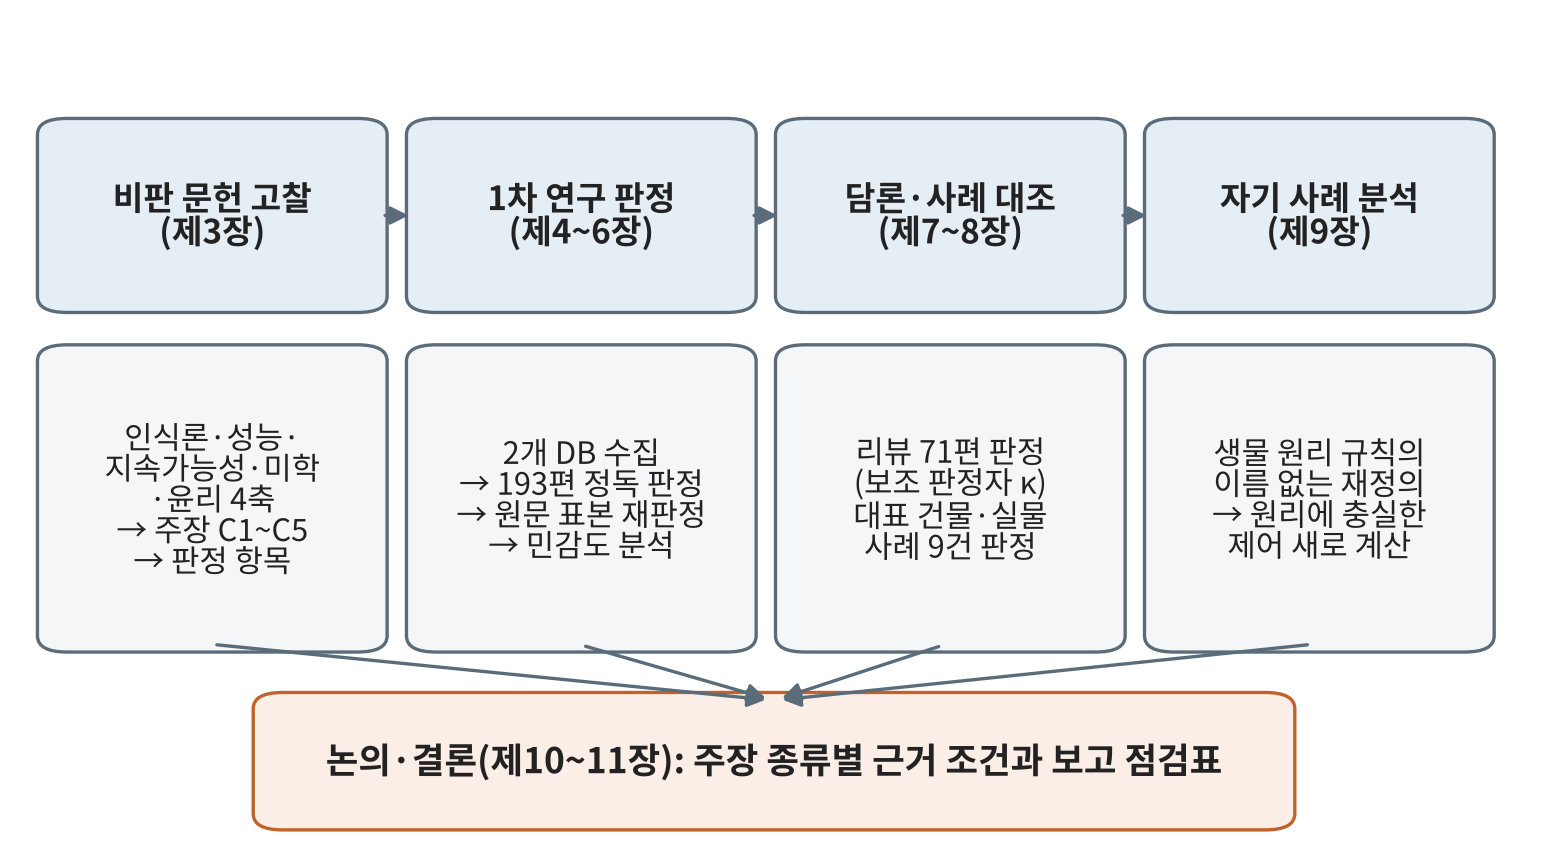 비판 문헌 고찰
(제3장)
1차 연구 판정
(제4~6장)
담론·사례 대조
(제7~8장)
자기 사례 분석
(제9장)
인식론·성능·
지속가능성·미학
·윤리 4축
→ 주장 C1~C5
→ 판정 항목
2개 DB 수집
→ 193편 정독 판정
→ 원문 표본 재판정
→ 민감도 분석
리뷰 71편 판정
(보조 판정자 κ)
대표 건물·실물
사례 9건 판정
생물 원리 규칙의
이름 없는 재정의
→ 원리에 충실한
제어 새로 계산
논의·결론(제10~11장): 주장 종류별 근거 조건과 보고 점검표